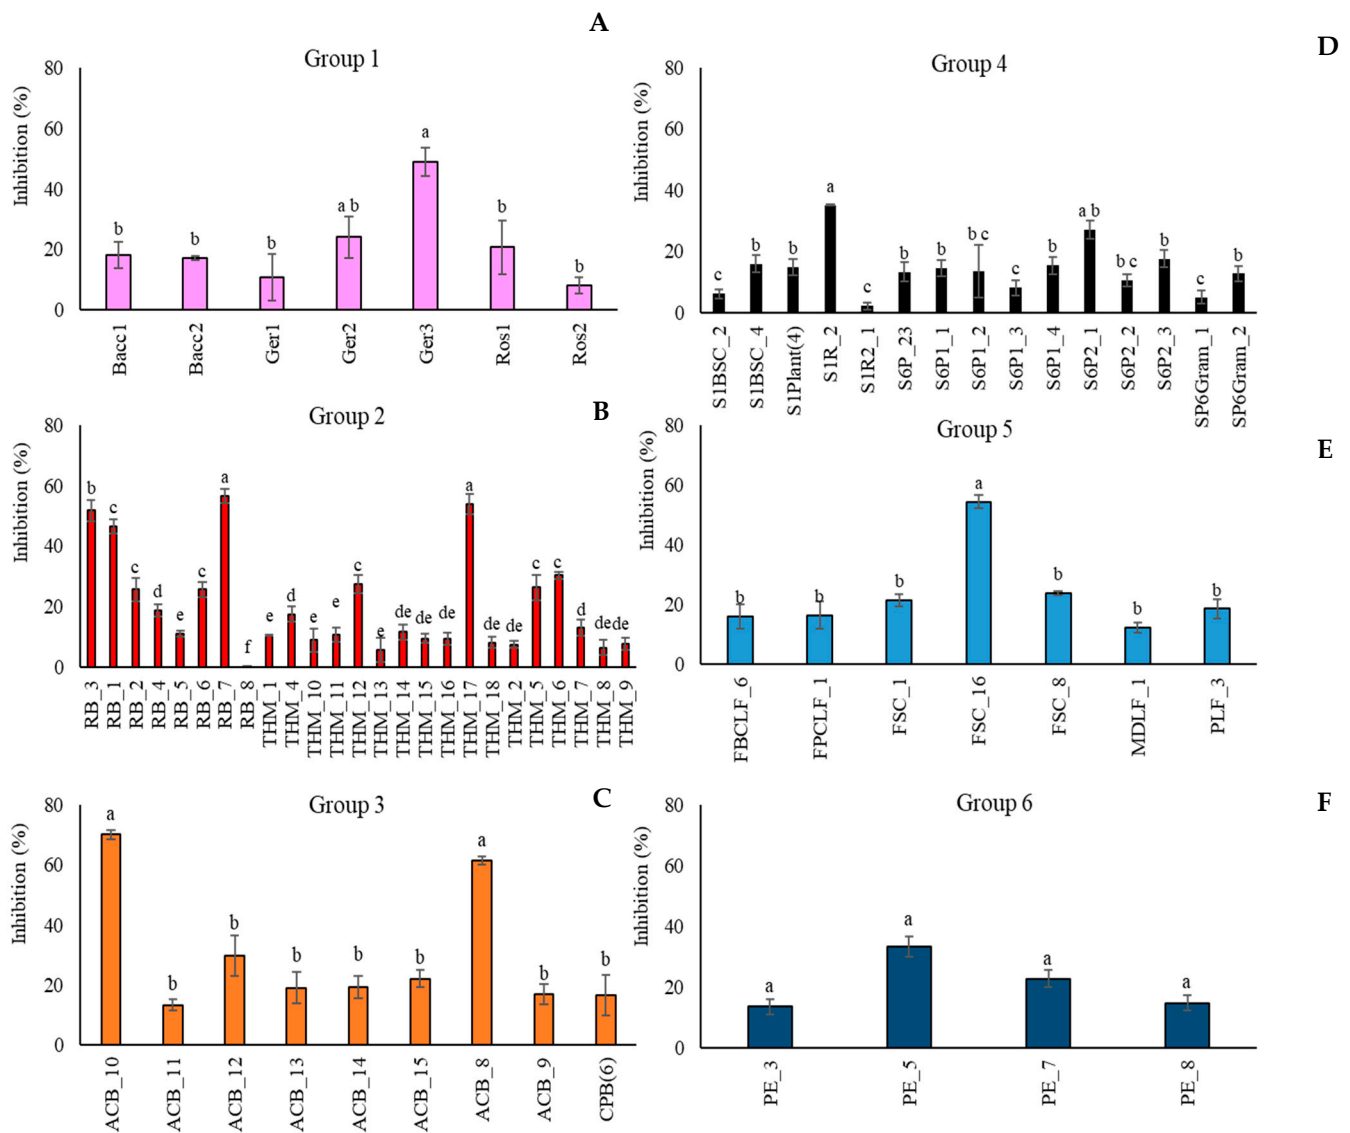 A
Group 1
Inhibition (%)
80
60
40
20
0
b
b
b
a b
a
b
b
Bacc1
Bacc2
Ger1
Ger2
Ger3
Ros1
Ros2
D
Group 4
Inhibition (%)
80
60
40
20
0
c
b
b
a
c
b
b
b c
c
b
a b
b c
b
c
b
S1BSC_2
S1BSC_4
S1Plant(4)
S1R_2
S1R2_1
S6P_23
S6P1_1
S6P1_2
S6P1_3
S6P1_4
S6P2_1
S6P2_2
S6P2_3
SP6Gram_1
SP6Gram_2
B
Group 2
Inhibition (%)
80
60
40
20
0
b
c
c
d
e
c
a
f
e
d
e
e
c
e
de
de
de
a
de
de
c
c
d
de
de
RB_3
RB_1
RB_2
RB_4
RB_5
RB_6
RB_7
RB_8
THM_1
THM_4
THM_10
THM_11
THM_12
THM_13
THM_14
THM_15
THM_16
THM_17
THM_18
THM_2
THM_5
THM_6
THM_7
THM_8
THM_9
E
Group 5
Inhibition (%)
80
60
40
20
0
b
b
b
a
b
b
b
FBCLF_6
FPCLF_1
FSC_1
FSC_16
FSC_8
MDLF_1
PLF_3
C
Group 3
Inhibition (%)
80
60
40
20
0
a
b
b
b
b
b
a
b
b
ACB_10
ACB_11
ACB_12
ACB_13
ACB_14
ACB_15
ACB_8
ACB_9
CPB(6)
F
Group 6
Inhibition (%)
80
60
40
20
0
a
a
a
a
PE_3
PE_5
PE_7
PE_8